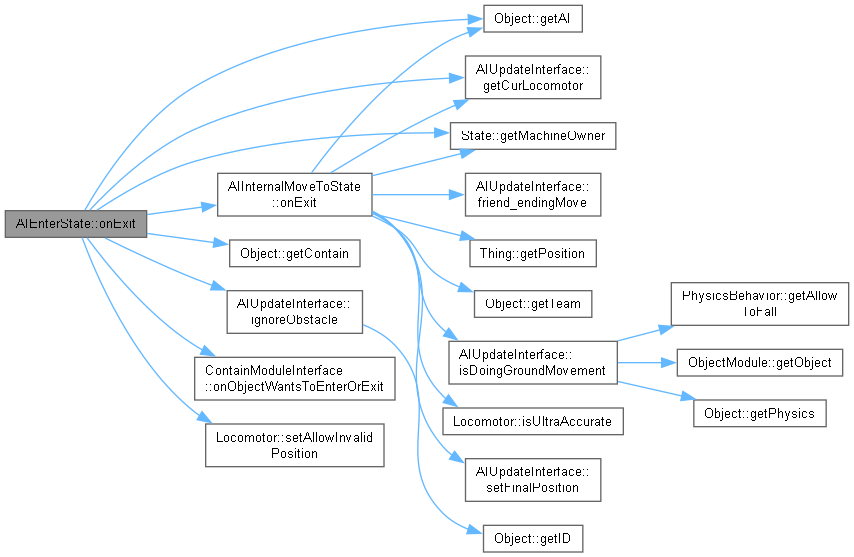 AIEnterState::onExit
AIInternalMoveToState
::onExit
Object::getContain
AIUpdateInterface::
ignoreObstacle
ContainModuleInterface
::onObjectWantsToEnterOrExit
Locomotor::setAllowInvalid
Position
Object::getAI
AIUpdateInterface::
getCurLocomotor
State::getMachineOwner
AIUpdateInterface::
friend_endingMove
Thing::getPosition
Object::getTeam
AIUpdateInterface::
isDoingGroundMovement
Locomotor::isUltraAccurate
AIUpdateInterface::
setFinalPosition
Object::getID
PhysicsBehavior::getAllow
ToFall
ObjectModule::getObject
Object::getPhysics